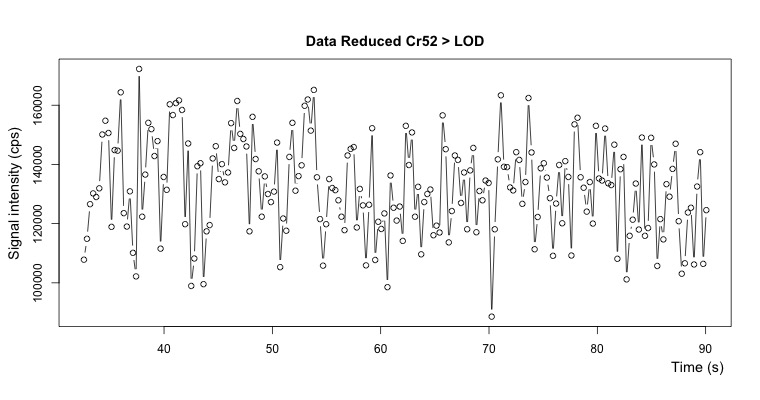 Data Reduced Cr52 > LOD
Signal intensity (cps)
160000
140000
120000
100000
40 50 60 70 80 90
Time (s)